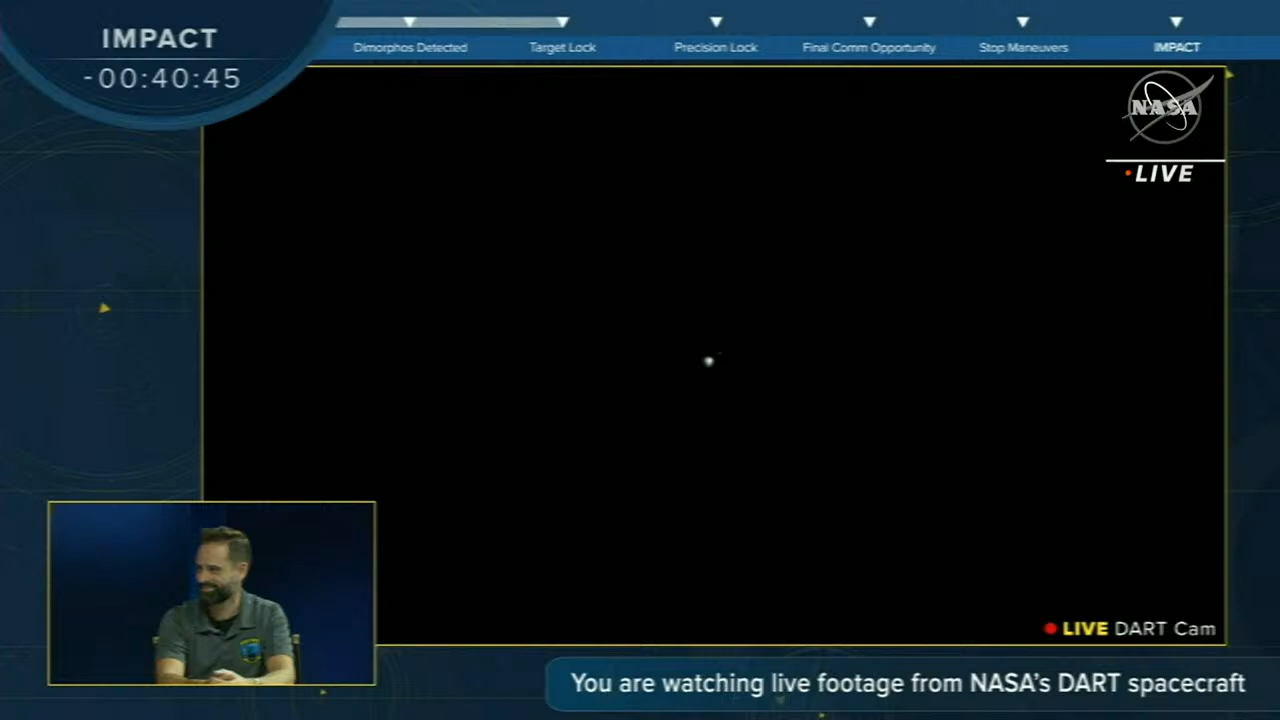 IMPACT
-00:40:45
Dimorphos Detected
Target Lock
Precision Lock
Final Comm Opportunity
Stop Maneuvers
IMPACT
NASA
LIVE
LIVE DART Cam
You are watching live footage from NASA's DART spacecraft